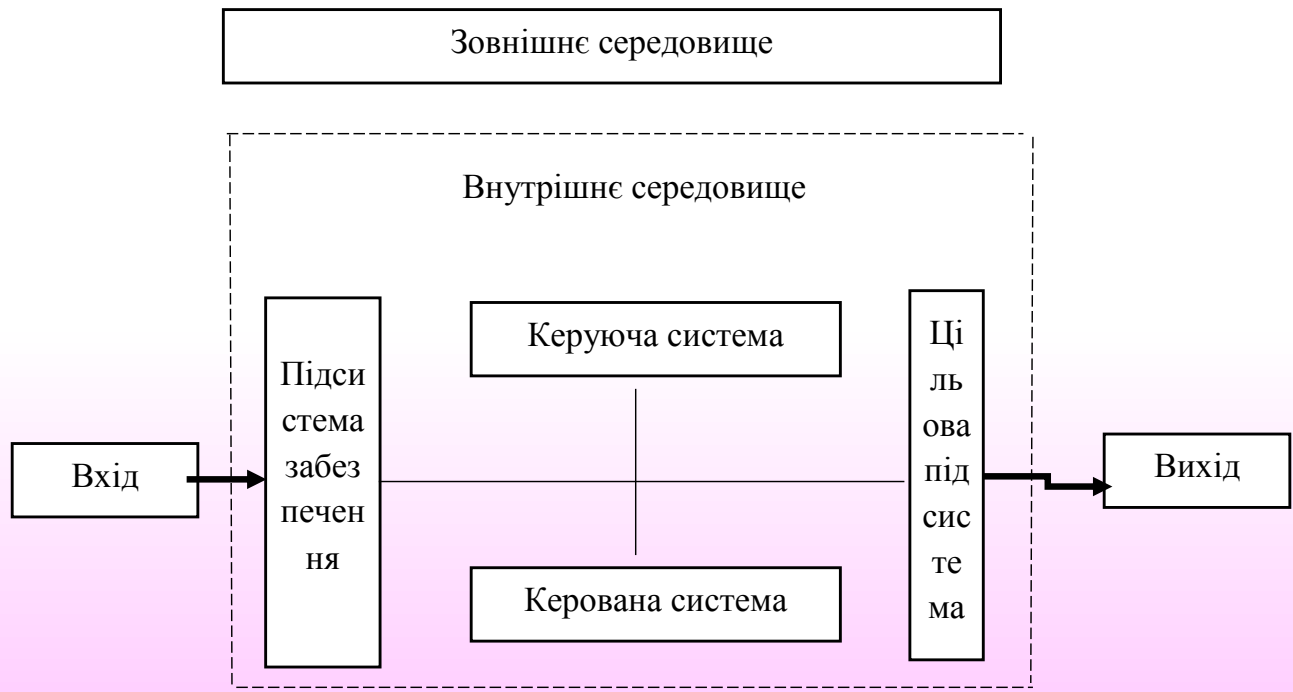 Зовнішнє середовище
Внутрішнє середовище
Вхід
Підси
стема
забез
печен
ня
Керуюча система
Керована система
Ці
ль
ова
під
сис
те
ма
Вихід